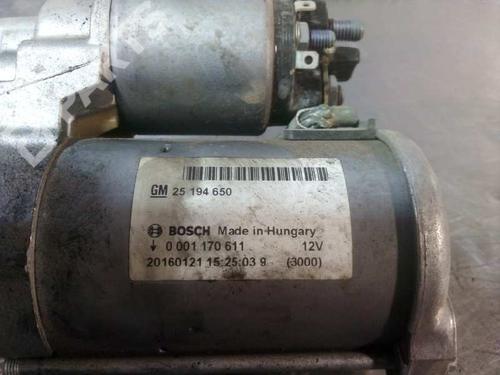 GM 25 194 650
BOSCH Made in Hungary
0 001 170 611 12V
20160121 15:25:03 9 (3000)
PARTS